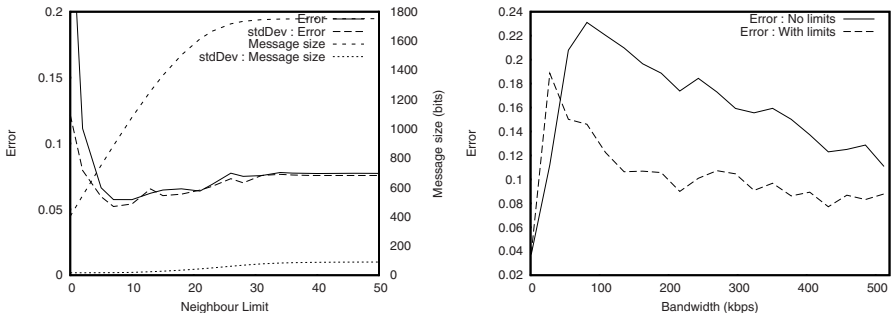 Error
stdDev : Error
Message size
stdDev : Message size
0.2
0.15
0.1
0.05
0
Error
1800
1600
1400
1200
1000
800
600
400
200
0
Message size (bits)
0 10 20 30 40 50
Neighbour Limit
Error : No limits
Error : With limits
0.24
0.22
0.2
0.18
0.16
0.14
0.12
0.1
0.08
0.06
0.04
0.02
Error
0 100 200 300 400 500
Bandwidth (kbps)